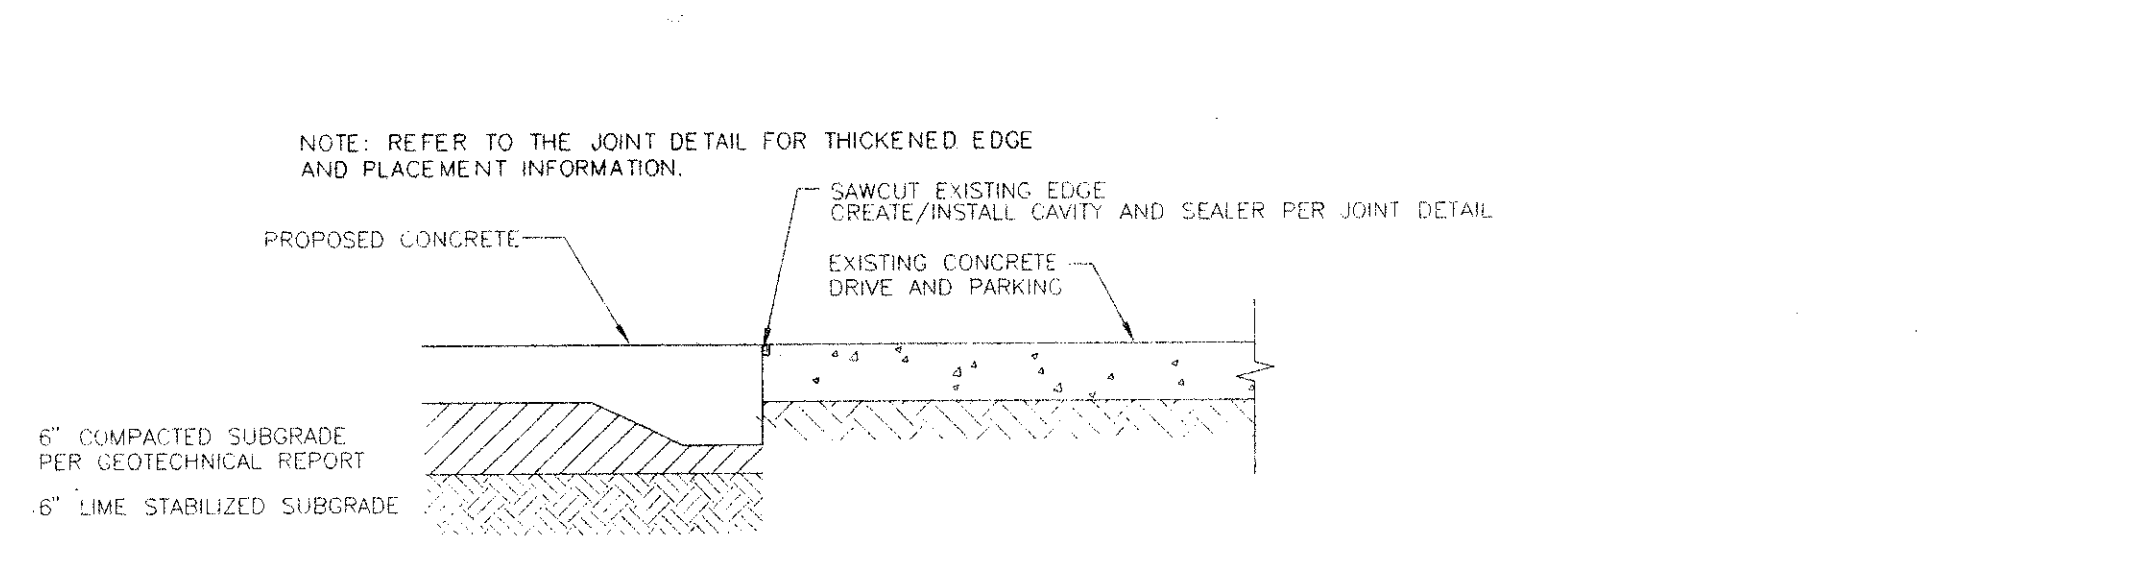 NOTE: REFER TO THE JOINT DETAIL FOR THICKENED EDGE
AND PLACEMENT INFORMATION.
SAWCUT EXISTING EDGE
CREATE/INSTALL CAVITY AND SEALER PER JOINT DETAIL
PROPOSED CONCRETE
EXISTING CONCRETE
DRIVE AND PARKING
6" COMPACTED SUBGRADE
PER GEOTECHNICAL REPORT
6" LIME STABILIZED SUBGRADE